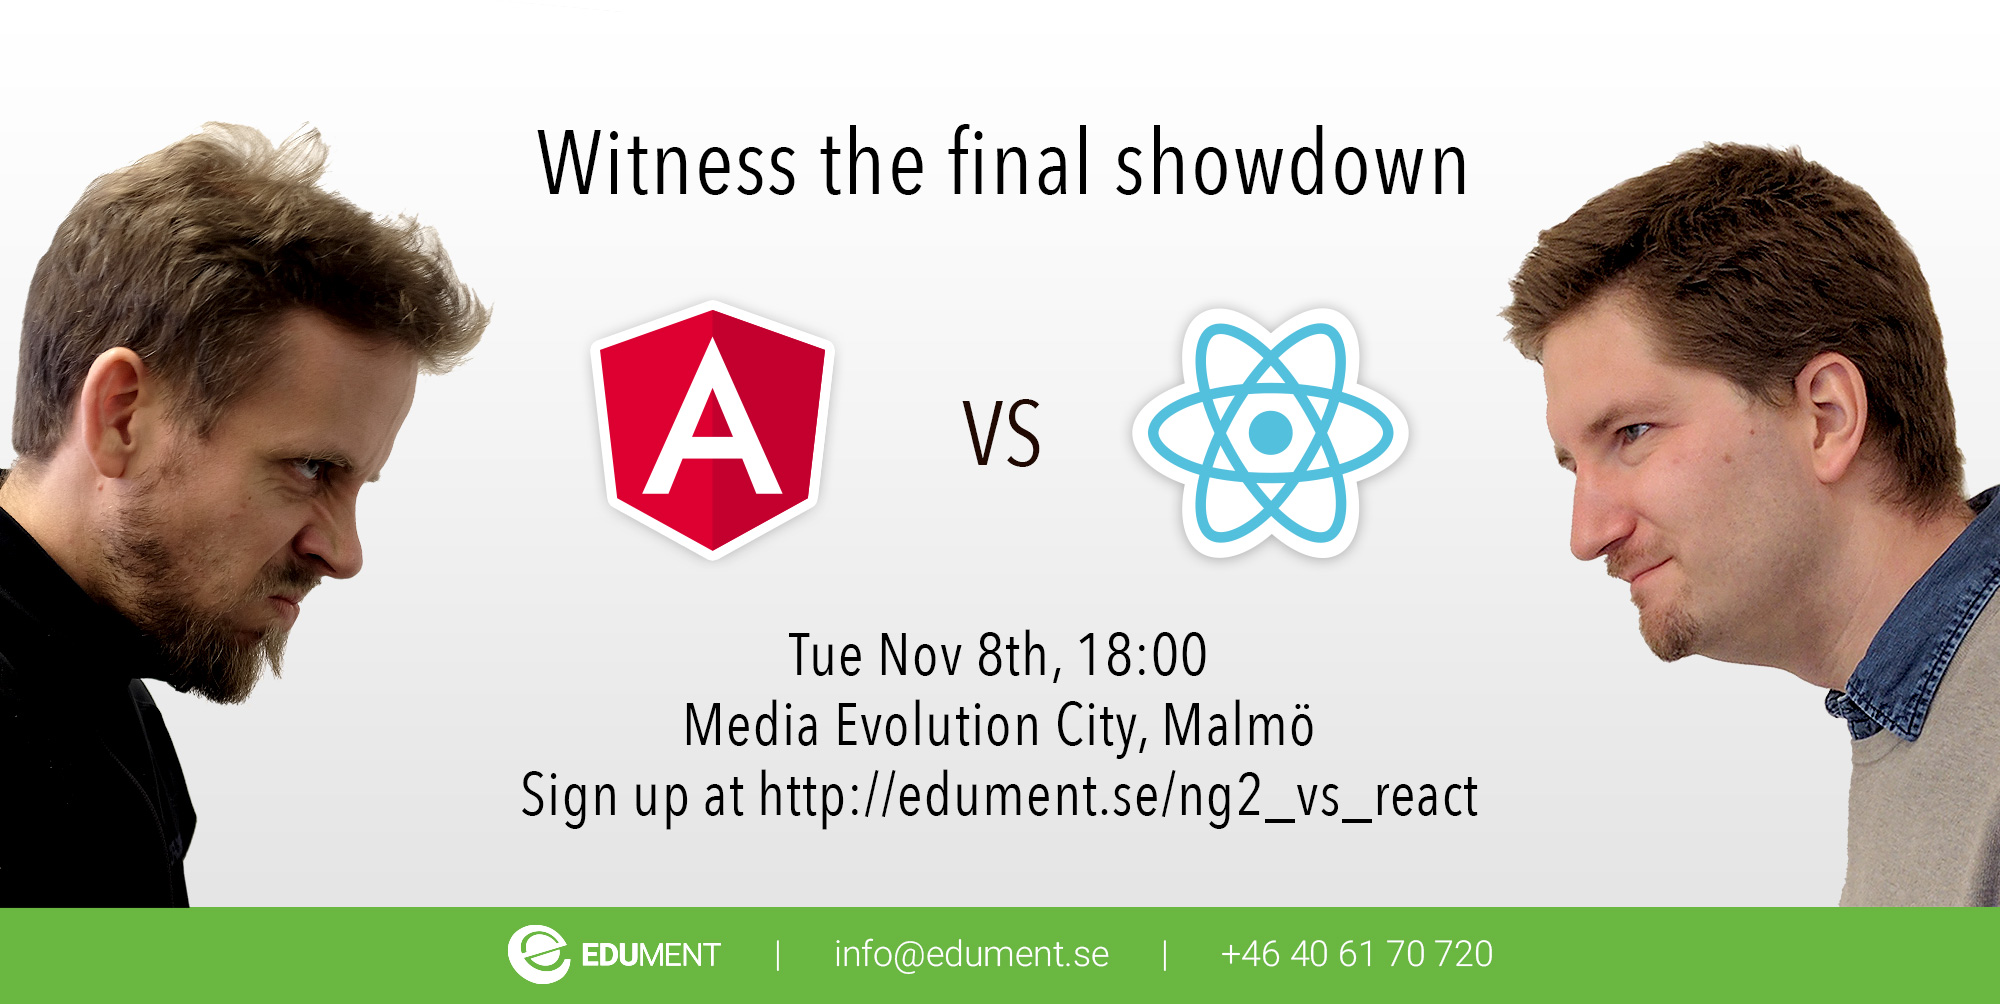 Witness the final showdown
A
VS
Tue Nov 8th, 18:00
Media Evolution City, Malmö
Sign up at http://edument.se/ng2_vs_react
EDUMENT | info@edument.se | +46 40 61 70 720